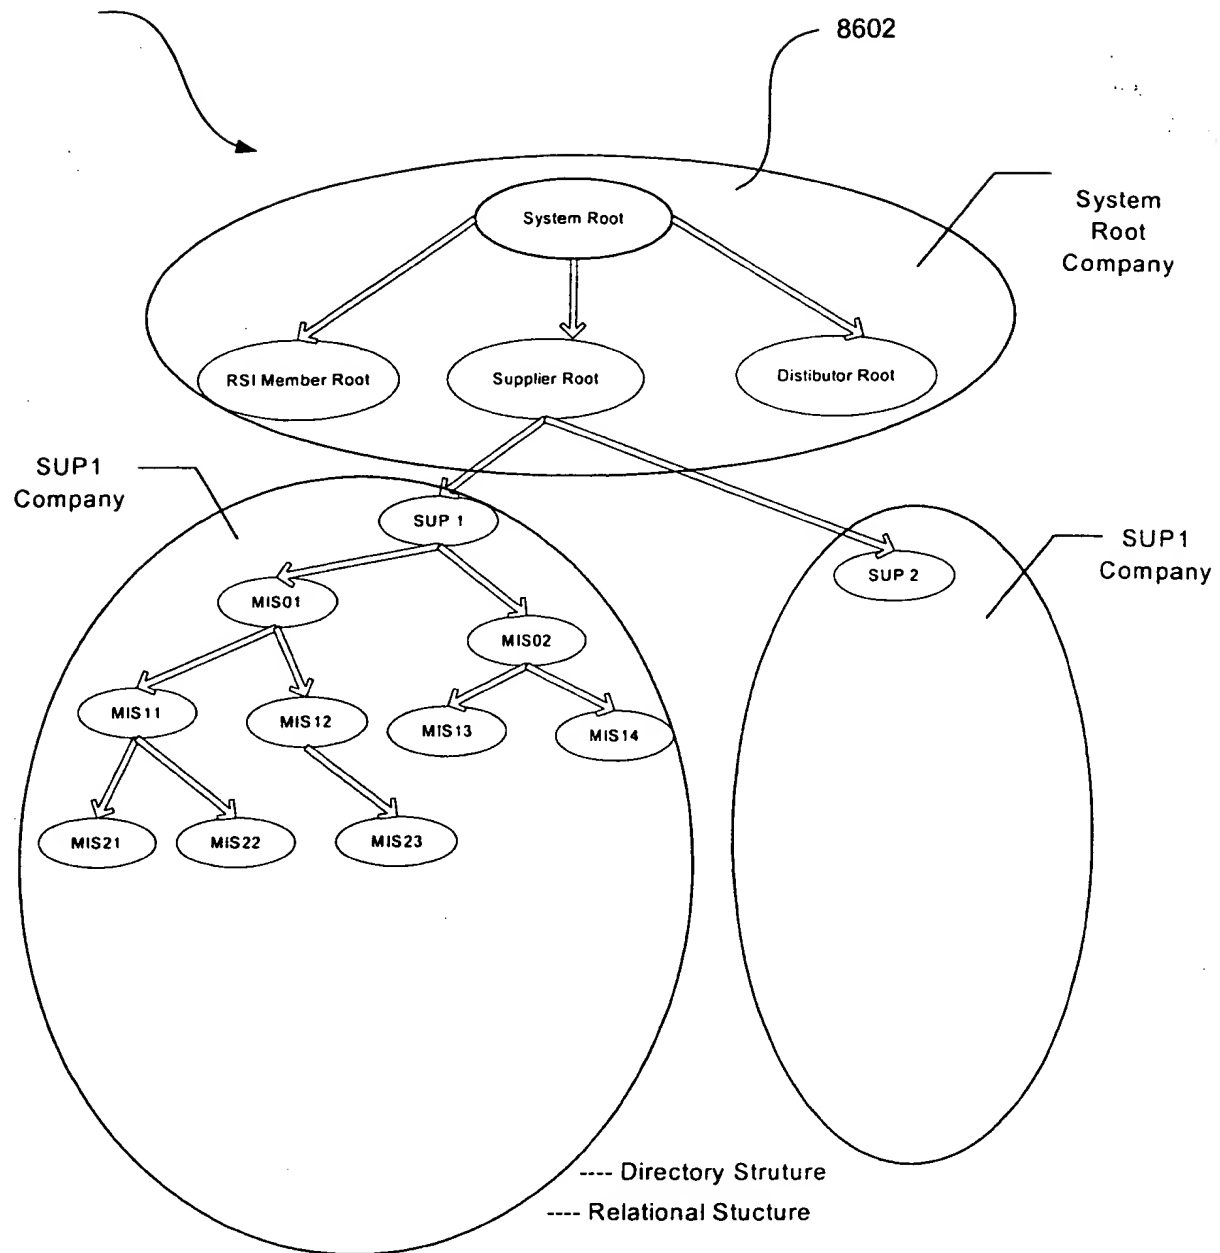 8602
System Root
System
Root
Company
RSI Member Root
Supplier Root
Distibutor Root
SUP1
Company
SUP 1
SUP1
Company
SUP 2
MIS01
MIS02
MIS11
MIS12
MIS13
MIS14
MIS21
MIS22
MIS23
---- Directory Struture
---- Relational Stucture